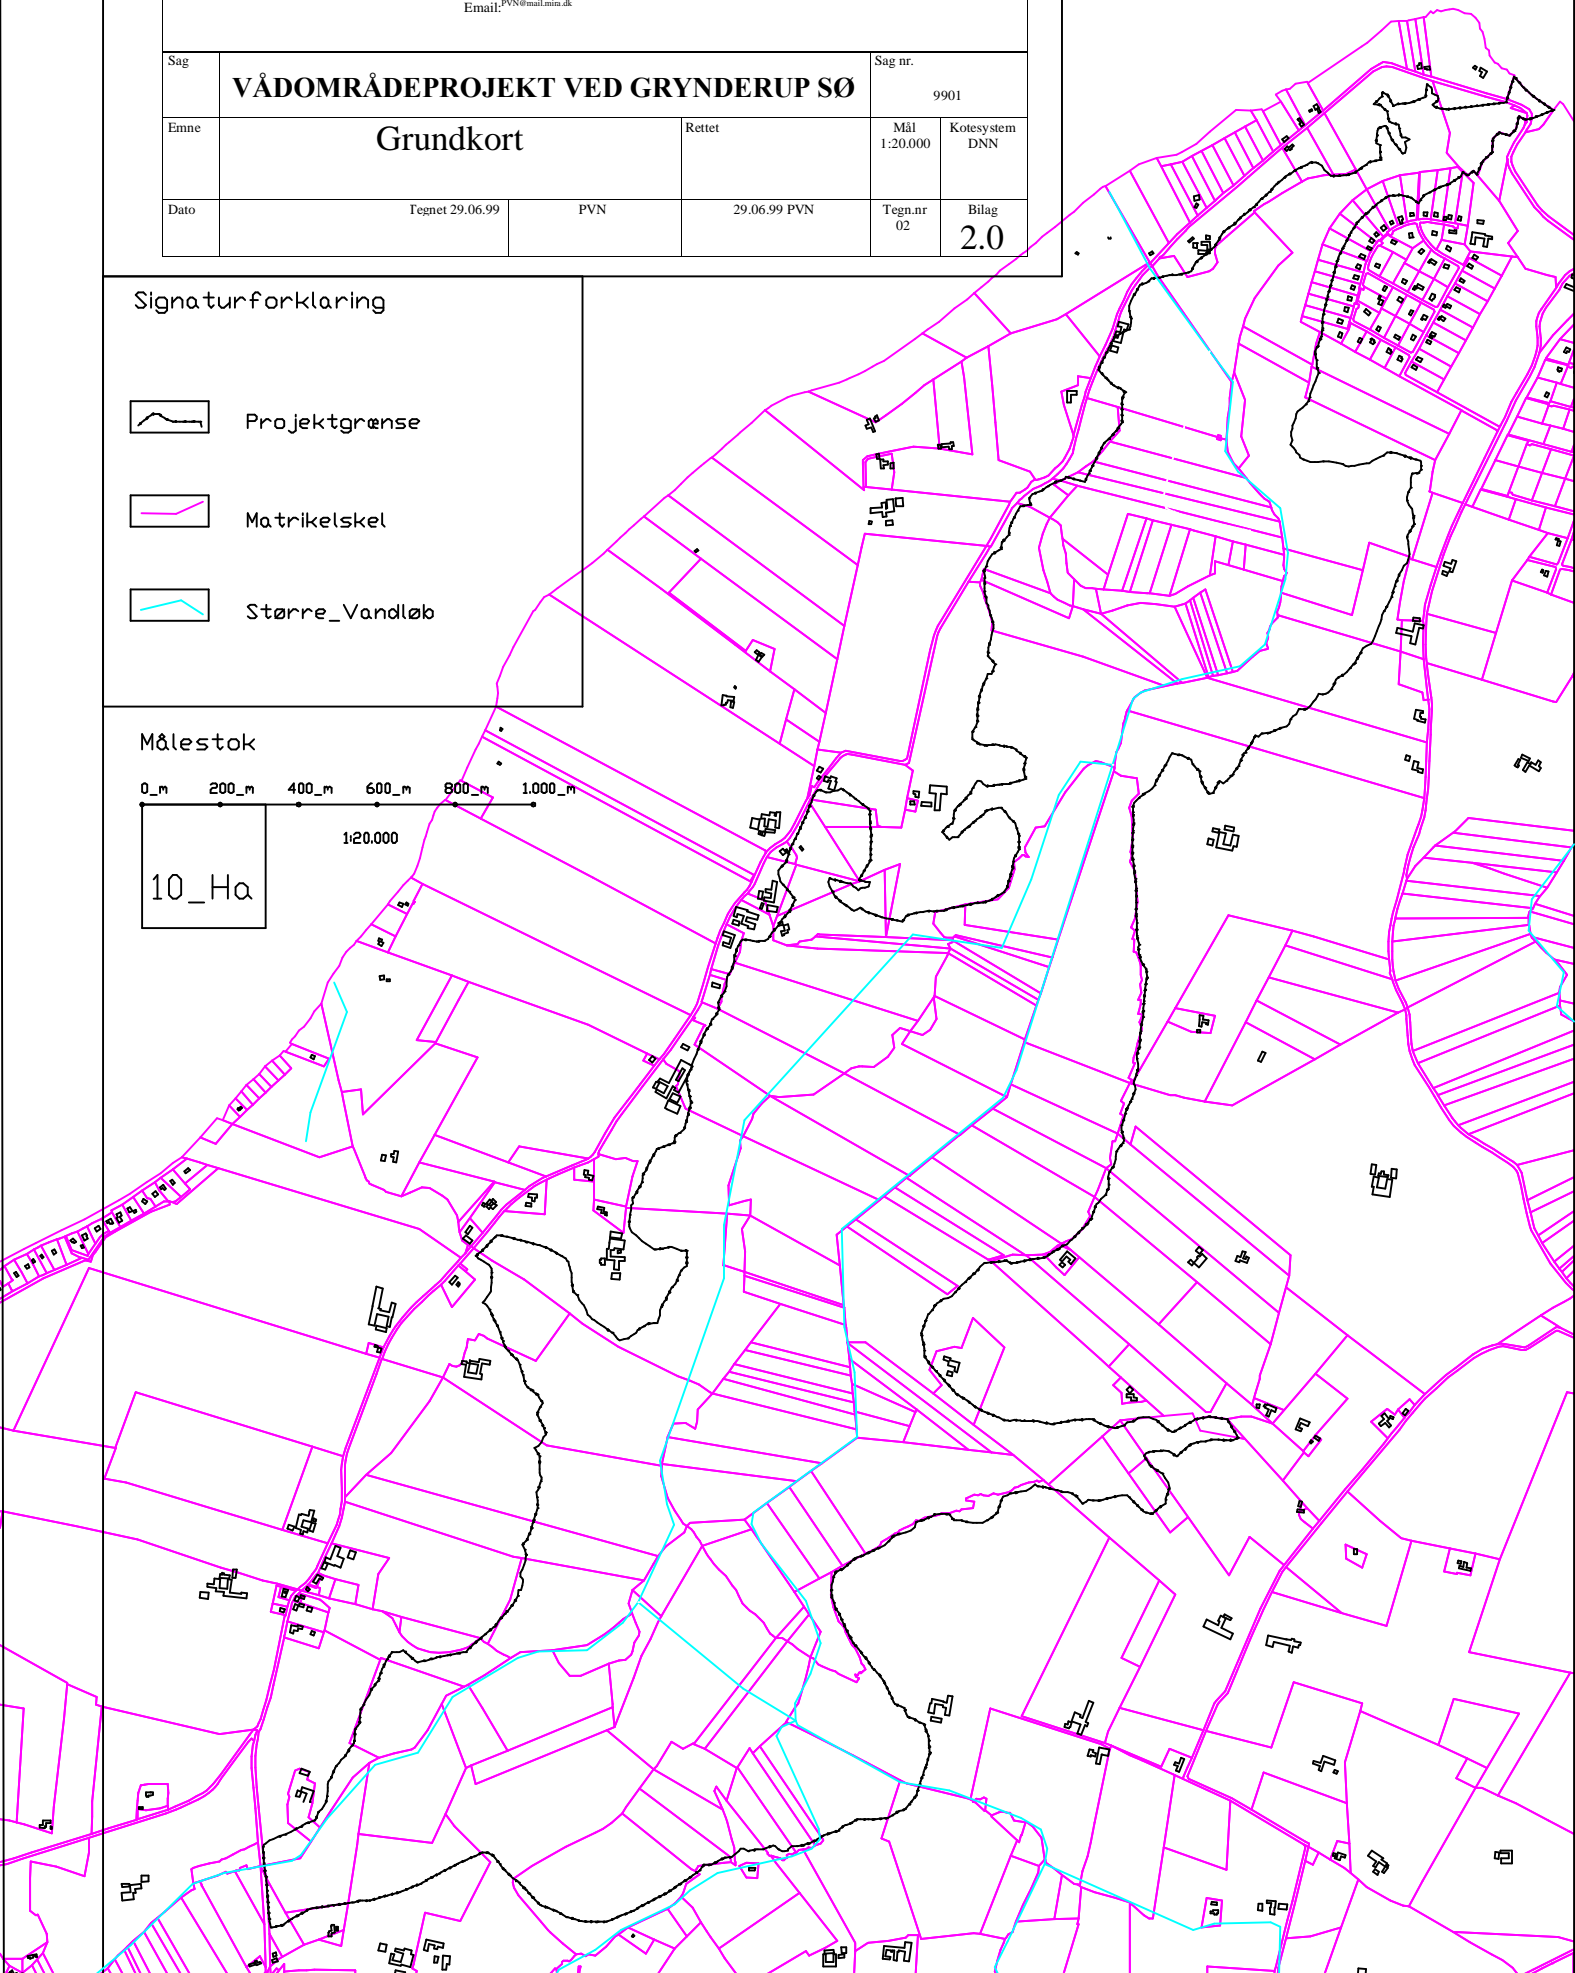 Email: PVN@mail.mira.dk
Sag
VÅDOMRÅDEPROJEKT VED GRYNDERUP SØ
Sag nr.
9901
Emne
Grundkort
Rettet
Mål
1:20.000
Kotesystem
DNN
Dato
Tegnet 29.06.99
PVN
29.06.99 PVN
Tegn.nr
02
Bilag
2.0
Signaturforklaring
Projektgrænse
Matrikelskel
Større_Vandløb
Målestok
0_m 200_m 400_m 600_m 800_m 1.000_m
1:20.000
10_Ha